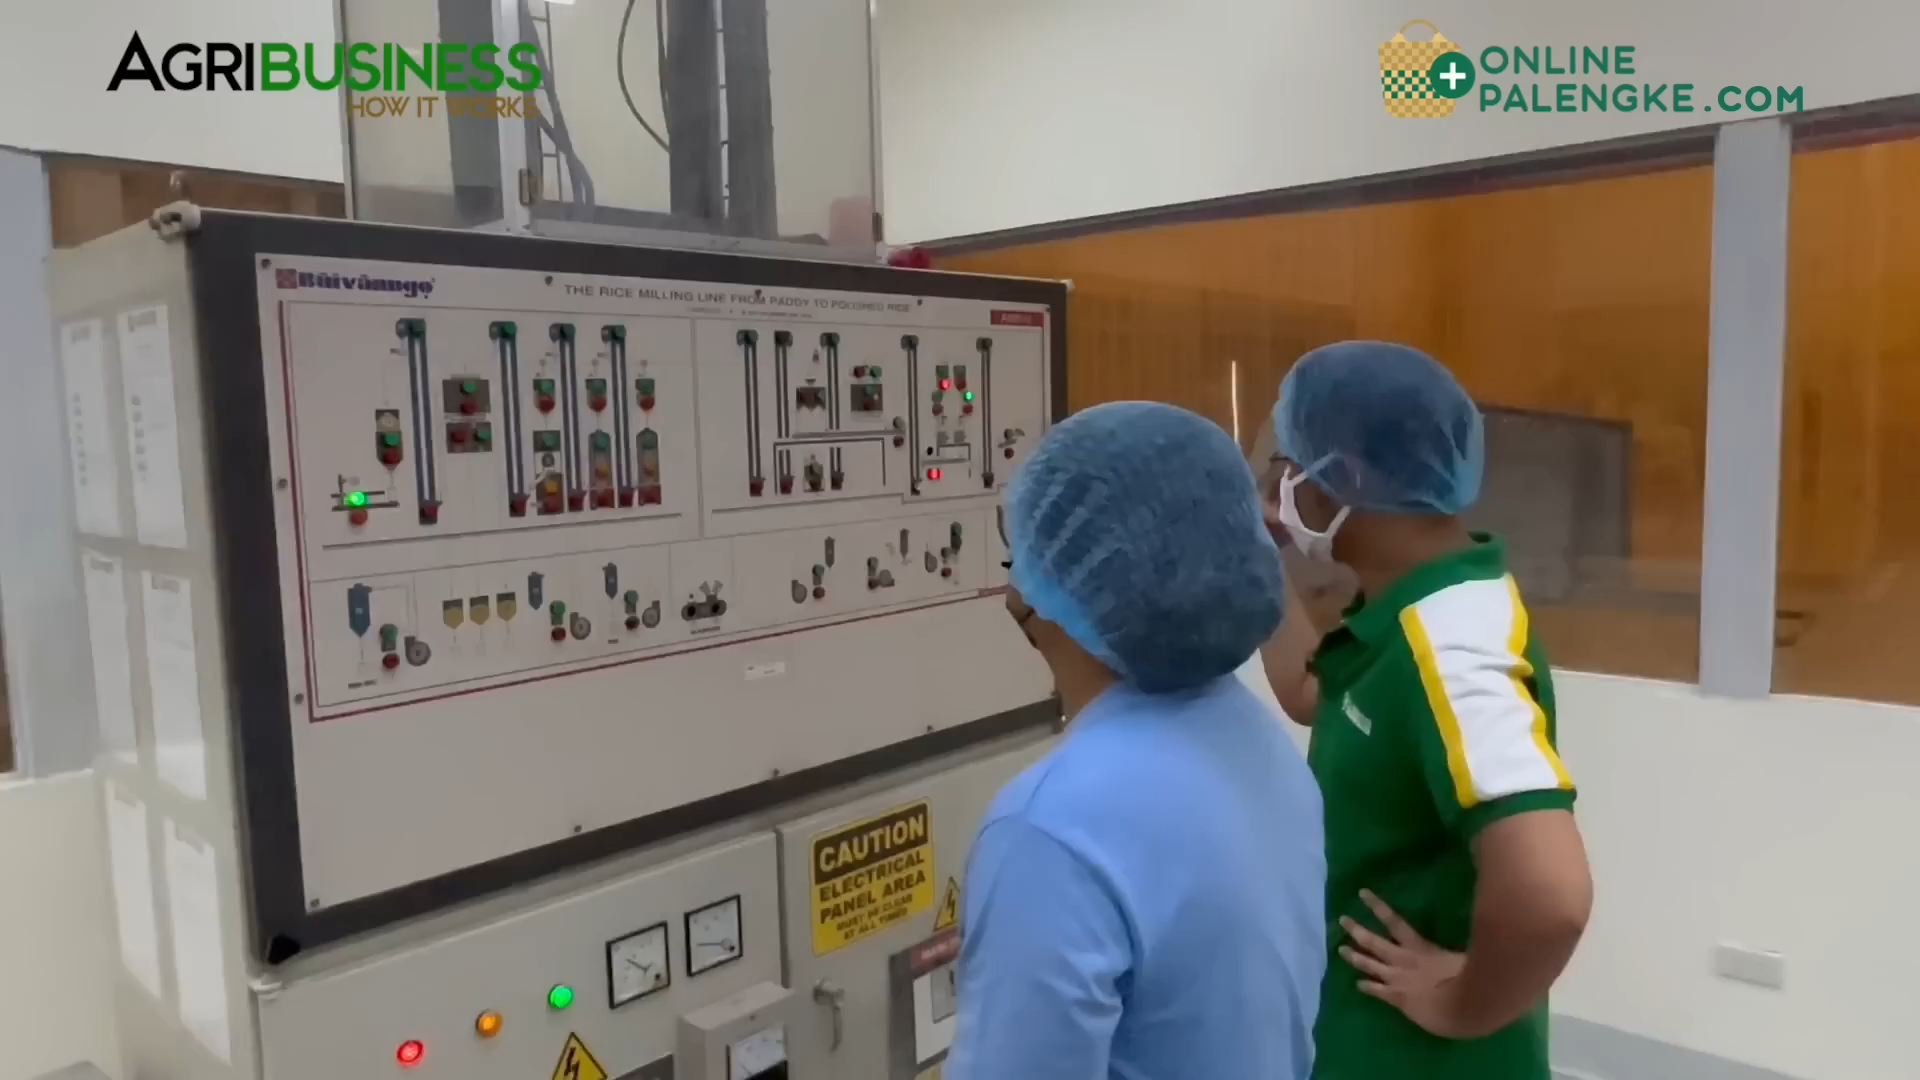 AGRIBUSINESS
HOW IT WORKS
ONLINE
PALENGKE.COM
Bùivănngọ
THE RICE MILLING LINE FROM PADDY TO POLISHED RICE
CAUTION
ELECTRICAL
PANEL AREA
MUST BE CLEAR
AT ALL TIMES